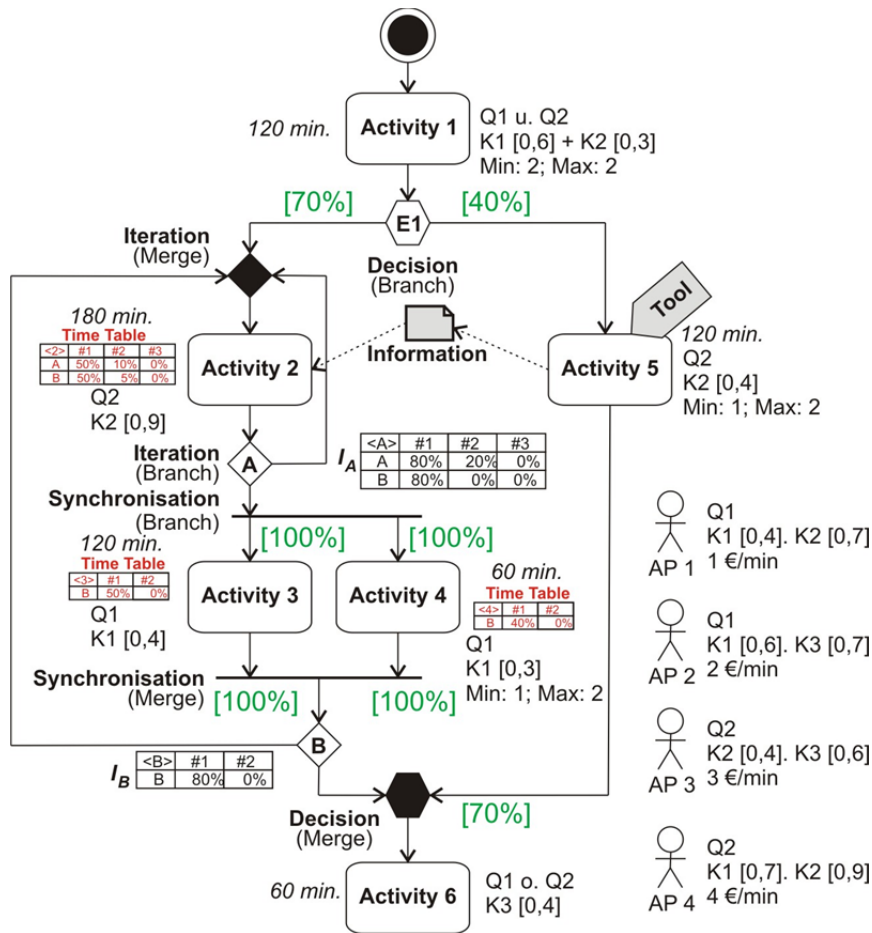 120 min.
Activity 1
Q1 u. Q2
K1 [0,6] + K2 [0,3]
Min: 2; Max: 2
[70%]
E1
[40%]
Iteration
(Merge)
Decision
(Branch)
Tool
180 min.
Time Table
<2> #1 #2 #3
A 50% 10% 0%
B 50% 5% 0%
Q2
K2 [0,9]
Activity 2
Information
Activity 5
120 min.
Q2
K2 [0,4]
Min: 1; Max: 2
Iteration
(Branch)
A
I_A
<A> #1 #2 #3
A 80% 20% 0%
B 80% 0% 0%
Synchronisation
(Branch)
[100%]
[100%]
120 min.
Time Table
<3> #1 #2
B 50% 0%
Q1
K1 [0,4]
Activity 3
Activity 4
60 min.
Time Table
<4> #1 #2
B 40% 0%
Q1
K1 [0,3]
Min: 1; Max: 2
Synchronisation
(Merge)
[100%]
[100%]
B
I_B
<B> #1 #2
B 80% 0%
Decision
(Merge)
[70%]
60 min.
Activity 6
Q1 o. Q2
K3 [0,4]
AP 1
Q1
K1 [0,4]. K2 [0,7]
1 €/min
AP 2
Q1
K1 [0,6]. K3 [0,7]
2 €/min
AP 3
Q2
K2 [0,4]. K3 [0,6]
3 €/min
AP 4
Q2
K1 [0,7]. K2 [0,9]
4 €/min